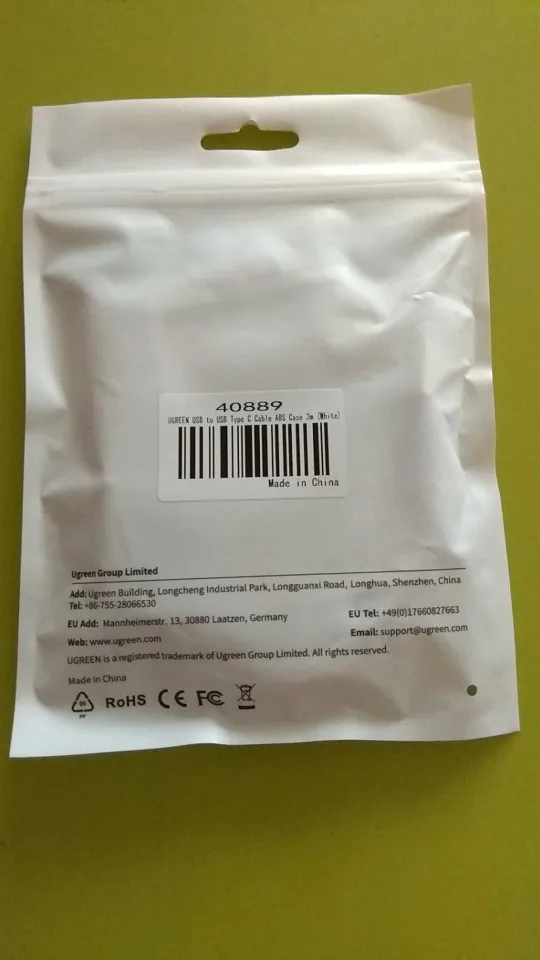 40889
UGREEN USB to USB Type C Cable ABS Case 2m (White)
Made in China
Ugreen Group Limited
Add: Ugreen Building, Longcheng Industrial Park, Longguanxi Road, Longhua, Shenzhen, China
Tel: +86-755-28066530
EU Add: Mannheimerstr. 13, 30880 Laatzen, Germany EU Tel: +49(0)17660827663
Web: www.ugreen.com Email: support@ugreen.com
UGREEN is a registered trademark of Ugreen Group Limited. All rights reserved.
Made in China
PP RoHS CE FC